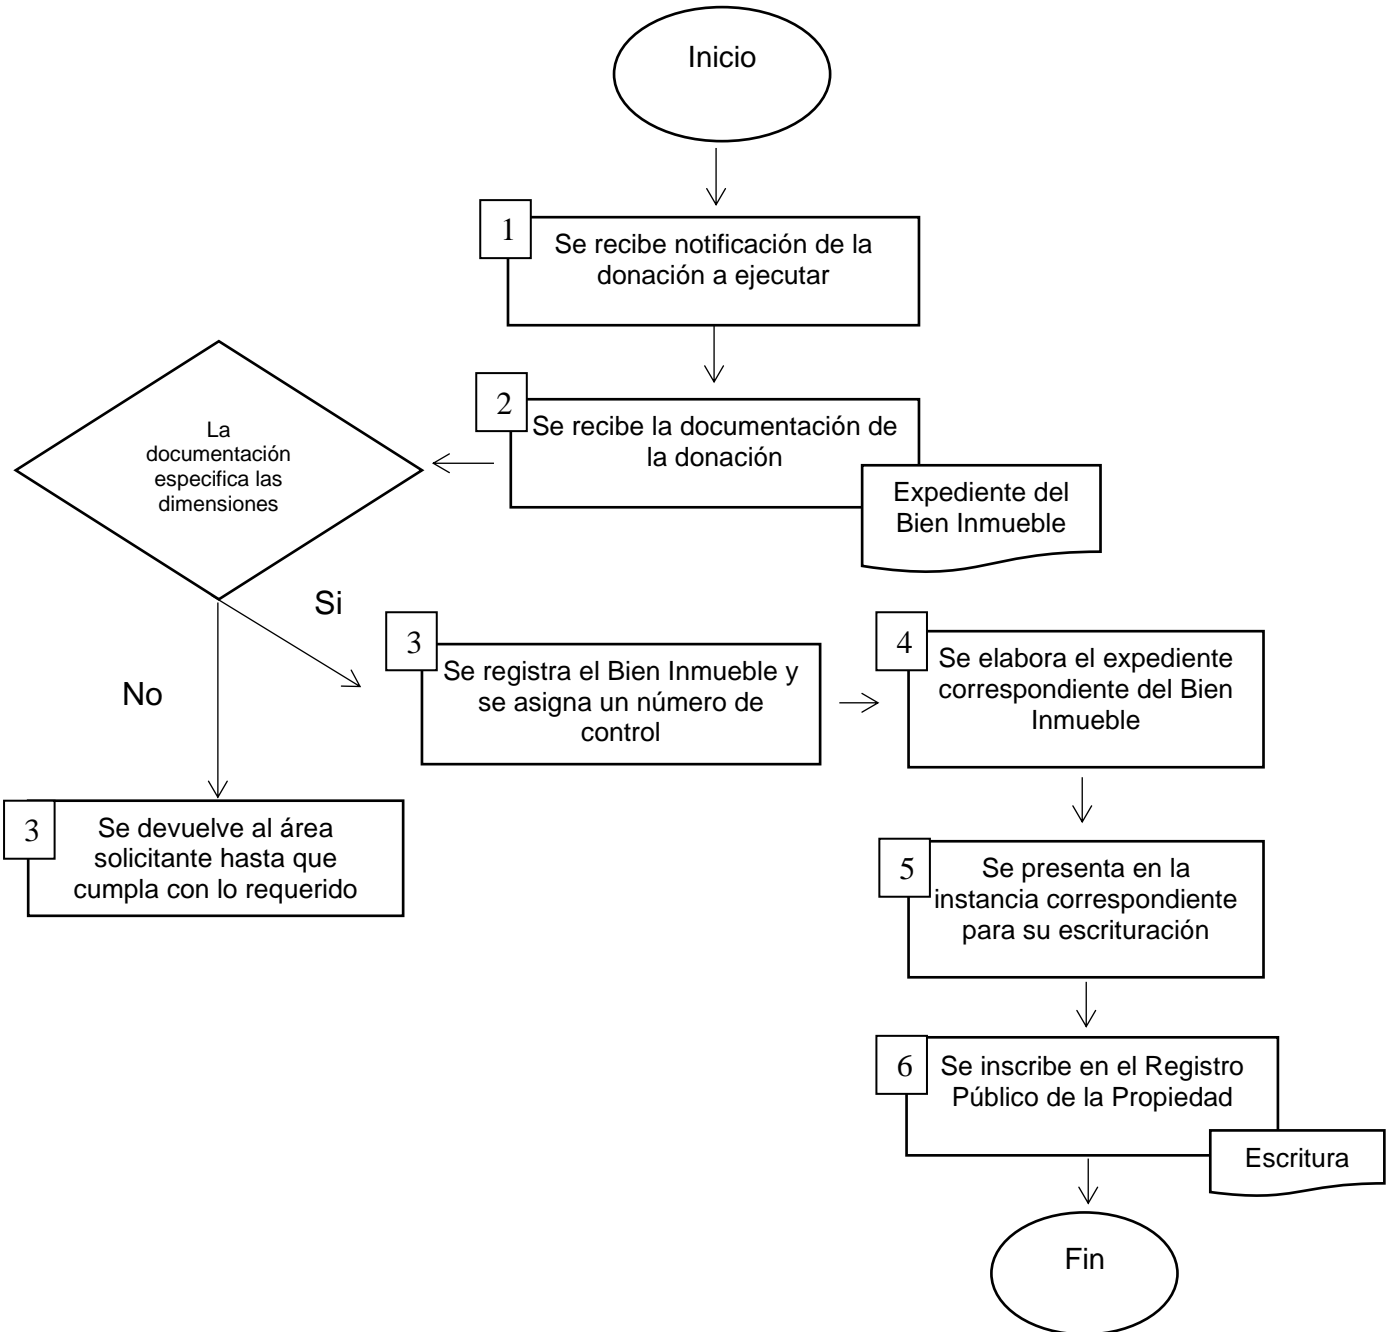 Inicio
1
Se recibe notificación de la
donación a ejecutar
2
Se recibe la documentación de
la donación
Expediente del
Bien Inmueble
La
documentación
especifica las
dimensiones
Si
No
3
Se registra el Bien Inmueble y
se asigna un número de
control
4
Se elabora el expediente
correspondiente del Bien
Inmueble
3
Se devuelve al área
solicitante hasta que
cumpla con lo requerido
5
Se presenta en la
instancia correspondiente
para su escrituración
6
Se inscribe en el Registro
Público de la Propiedad
Escritura
Fin